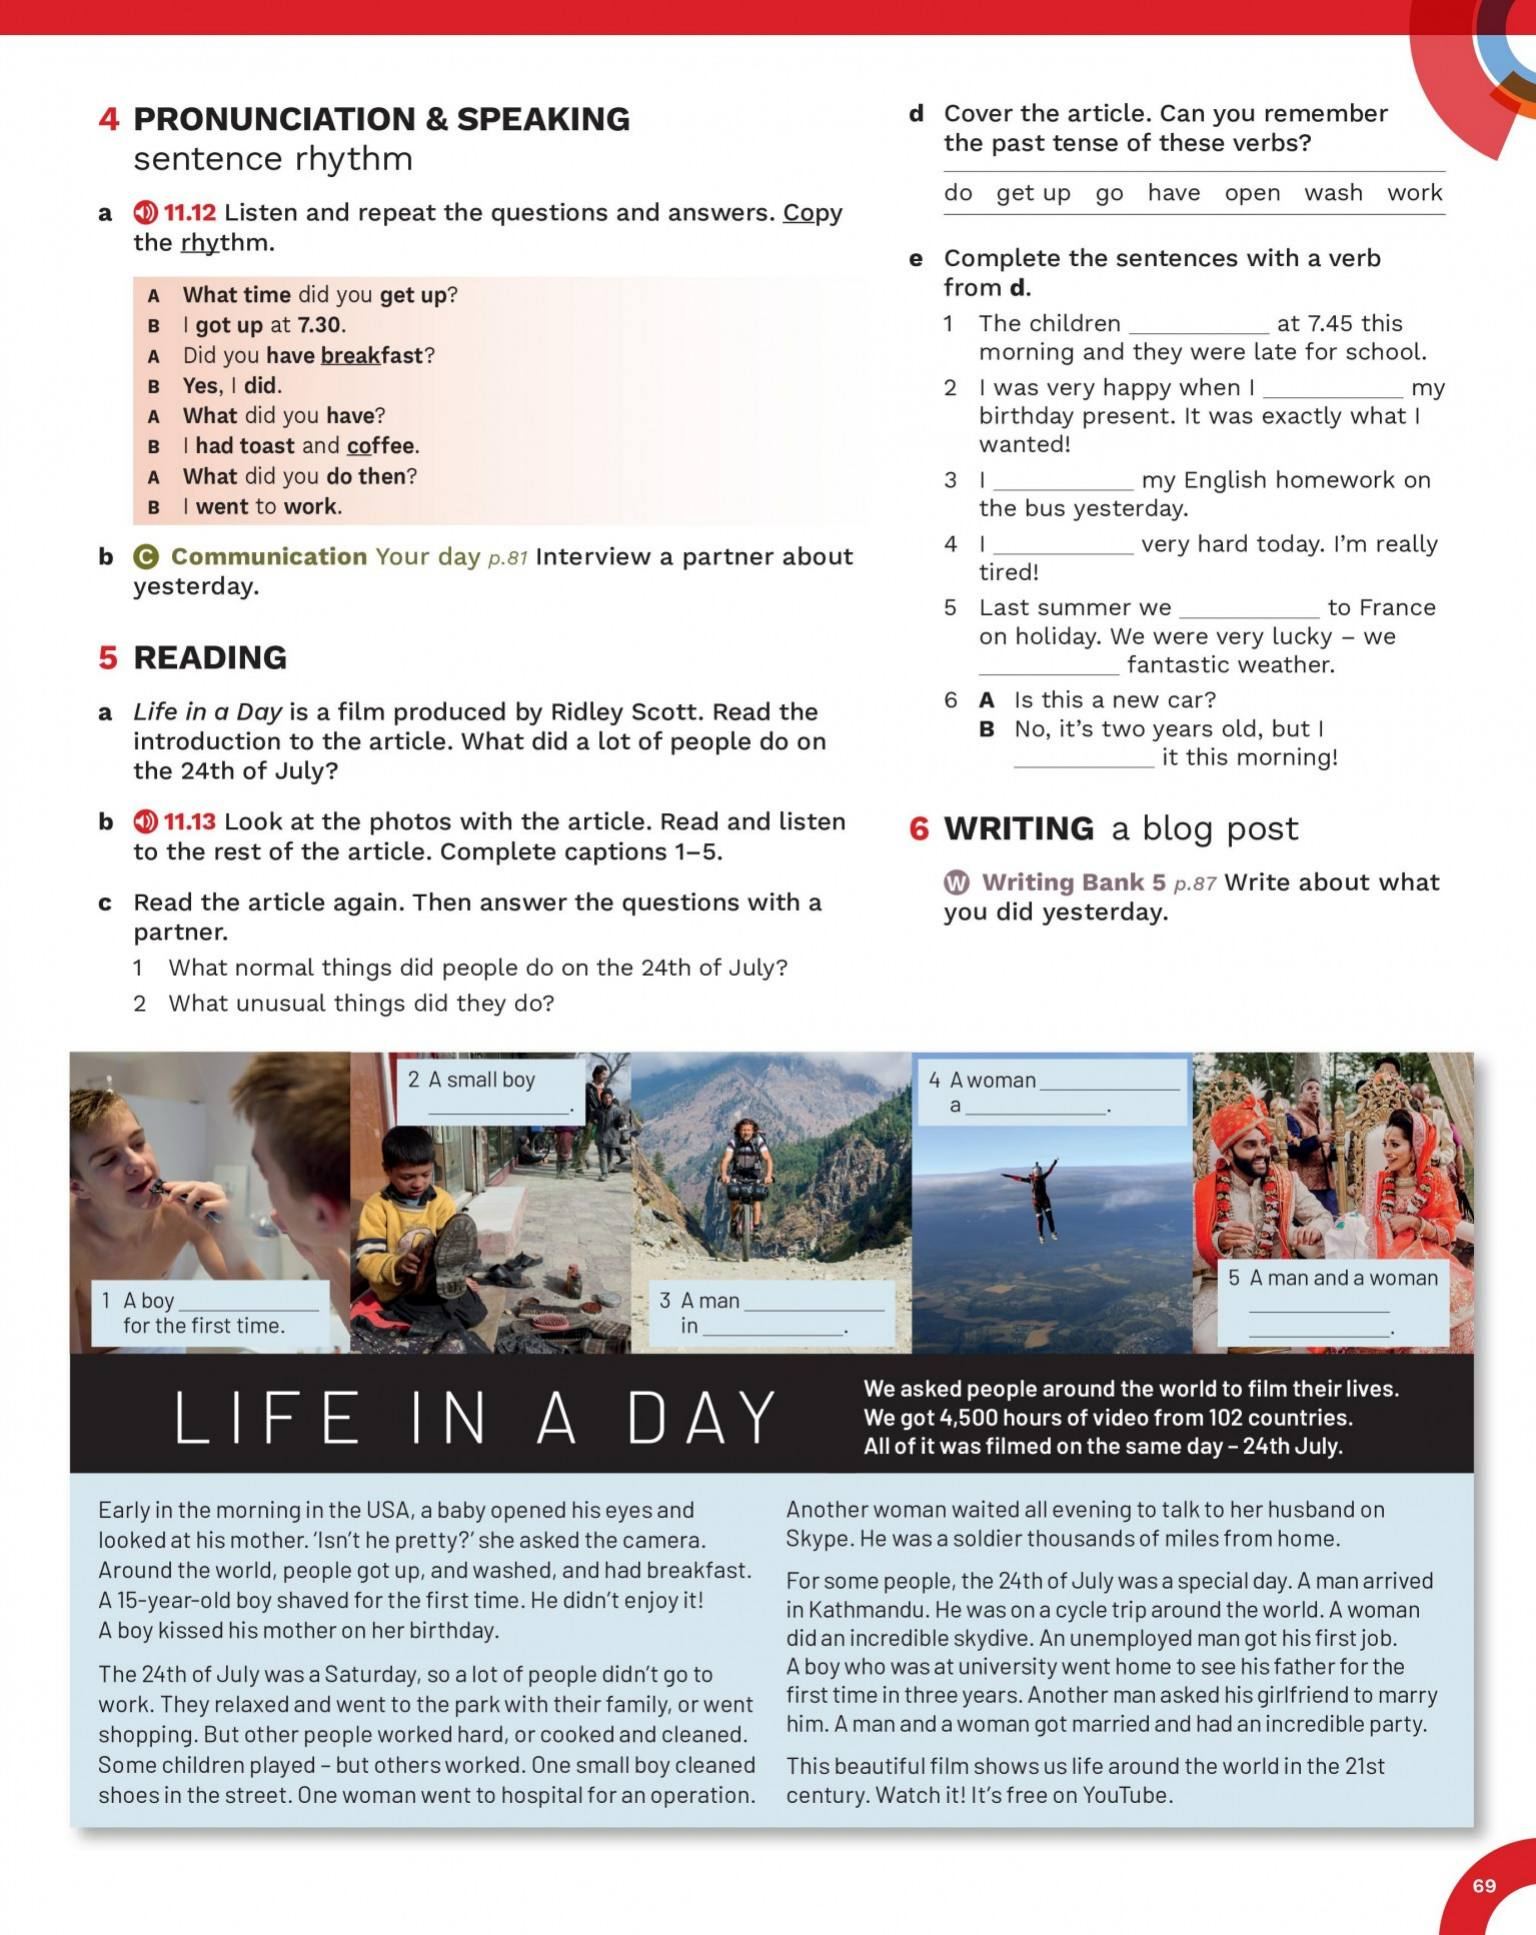 4 PRONUNCIATION & SPEAKING
sentence rhythm
a 11.12 Listen and repeat the questions and answers. Copy
the rhythm.
A What time did you get up?
B I got up at 7.30.
A Did you have breakfast?
B Yes, I did.
A What did you have?
B I had toast and coffee.
A What did you do then?
B I went to work.
b C Communication Your day p.81 Interview a partner about
yesterday.
5 READING
a Life in a Day is a film produced by Ridley Scott. Read the
introduction to the article. What did a lot of people do on
the 24th of July?
b 11.13 Look at the photos with the article. Read and listen
to the rest of the article. Complete captions 1–5.
c Read the article again. Then answer the questions with a
partner.
1 What normal things did people do on the 24th of July?
2 What unusual things did they do?
d Cover the article. Can you remember
the past tense of these verbs?
do get up go have open wash work
e Complete the sentences with a verb
from d.
1 The children ____________ at 7.45 this
morning and they were late for school.
2 I was very happy when I ____________ my
birthday present. It was exactly what I
wanted!
3 I ____________ my English homework on
the bus yesterday.
4 I ____________ very hard today. I'm really
tired!
5 Last summer we ____________ to France
on holiday. We were very lucky – we
____________ fantastic weather.
6 A Is this a new car?
B No, it's two years old, but I
____________ it this morning!
6 WRITING a blog post
W Writing Bank 5 p.87 Write about what
you did yesterday.
1 A boy ____________
for the first time.
2 A small boy
____________.
3 A man ____________
in ____________.
4 A woman ____________
a ____________.
5 A man and a woman
____________
____________.
LIFE IN A DAY
We asked people around the world to film their lives.
We got 4,500 hours of video from 102 countries.
All of it was filmed on the same day – 24th July.
Early in the morning in the USA, a baby opened his eyes and
looked at his mother. 'Isn't he pretty?' she asked the camera.
Around the world, people got up, and washed, and had breakfast.
A 15-year-old boy shaved for the first time. He didn't enjoy it!
A boy kissed his mother on her birthday.
The 24th of July was a Saturday, so a lot of people didn't go to
work. They relaxed and went to the park with their family, or went
shopping. But other people worked hard, or cooked and cleaned.
Some children played – but others worked. One small boy cleaned
shoes in the street. One woman went to hospital for an operation.
Another woman waited all evening to talk to her husband on
Skype. He was a soldier thousands of miles from home.
For some people, the 24th of July was a special day. A man arrived
in Kathmandu. He was on a cycle trip around the world. A woman
did an incredible skydive. An unemployed man got his first job.
A boy who was at university went home to see his father for the
first time in three years. Another man asked his girlfriend to marry
him. A man and a woman got married and had an incredible party.
This beautiful film shows us life around the world in the 21st
century. Watch it! It's free on YouTube.
69